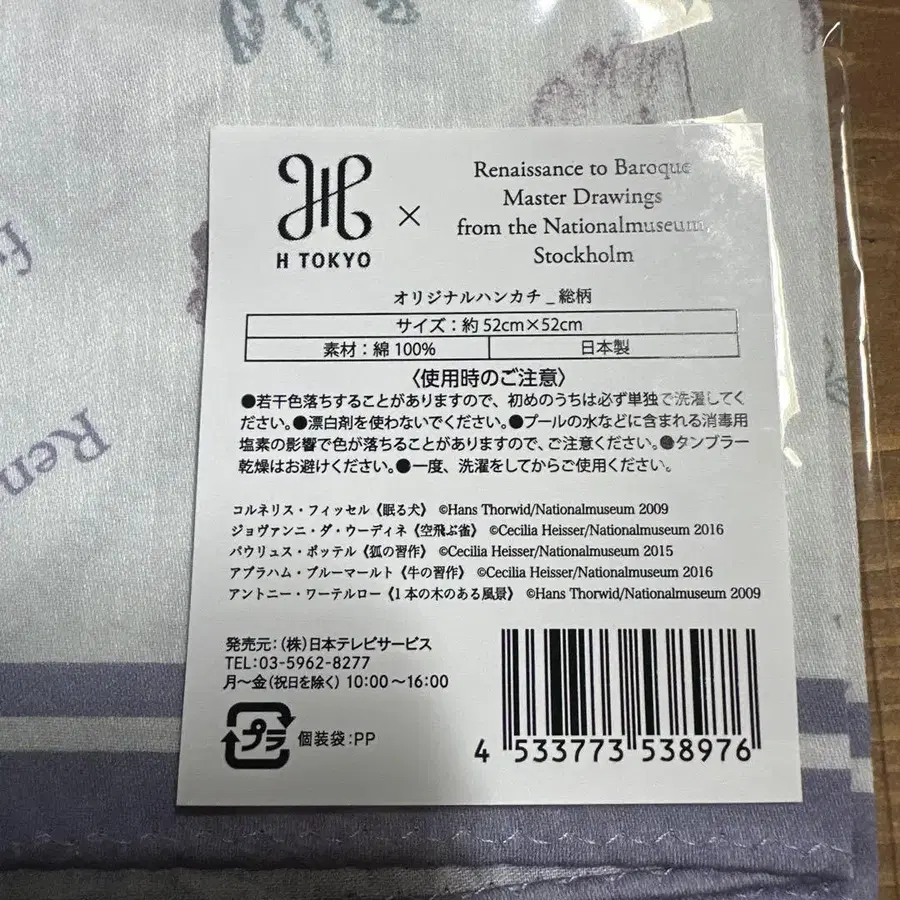 Ren
H TOKYO
×
Renaissance to Baroque
Master Drawings
from the Nationalmuseum,
Stockholm
オリジナルハンカチ _ 総柄
サイズ：約 52cm×52cm
素材：綿 100% 日本製
〈使用時のご注意〉
●若干色落ちすることがありますので、初めのうちは必ず単独で洗濯してく
ださい。●漂白剤を使わないでください。●プールの水などに含まれる消毒用
塩素の影響で色が落ちることがありますので、ご注意ください。●タンブラー
乾燥はお避けください。●一度、洗濯をしてからご使用ください。
コルネリス・フィッセル《眠る犬》 ©Hans Thorwid/Nationalmuseum 2009
ジョヴァンニ・ダ・ウーディネ《空飛ぶ雀》 ©Cecilia Heisser/Nationalmuseum 2016
パウリュス・ポッテル《狐の習作》 ©Cecilia Heisser/Nationalmuseum 2015
アブラハム・ブルーマールト《牛の習作》 ©Cecilia Heisser/Nationalmuseum 2016
アントニー・ワーテルロー《1本の木のある風景》 ©Hans Thorwid/Nationalmuseum 2009
発売元：(株)日本テレビサービス
TEL:03-5962-8277
月～金(祝日を除く) 10:00～16:00
プラ 個装袋：PP
4 533773 538976